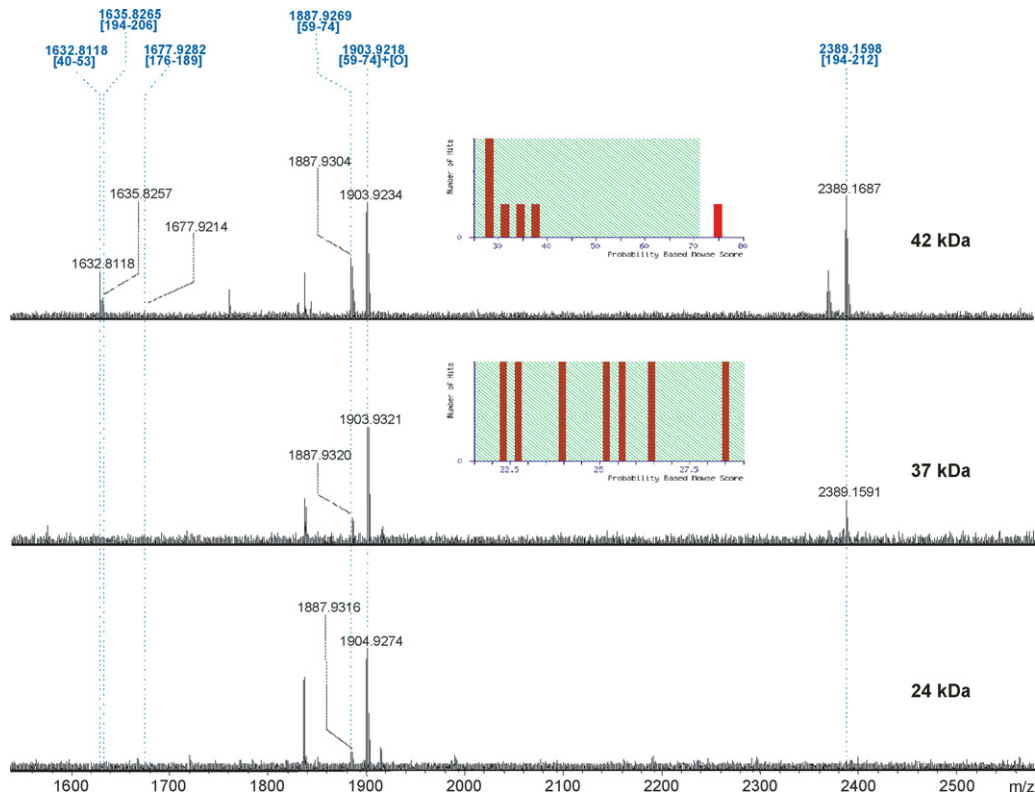 1635.8265
[194-206]
1887.9269
[59-74]
1632.8118
[40-53]
1677.9282
[176-189]
1903.9218
[59-74]+[O]
2389.1598
[194-212]
1887.9304
1635.8257
1903.9234
1677.9214
1632.8118
2389.1687
42 kDa
Number of Hits
0
30 40 50 60 70 80
Probability Based Mowse Score
1903.9321
1887.9320
2389.1591
37 kDa
Number of Hits
0
22.5 25 27.5
Probability Based Mowse Score
1887.9316
1904.9274
24 kDa
1600 1700 1800 1900 2000 2100 2200 2300 2400 2500 m/z